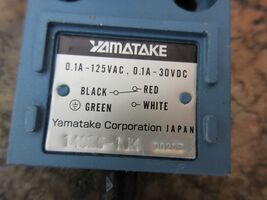 YAMATAKE
0.1A-125VAC, 0.1A-30VDC
BLACK RED
GREEN WHITE
Yamatake Corporation JAPAN